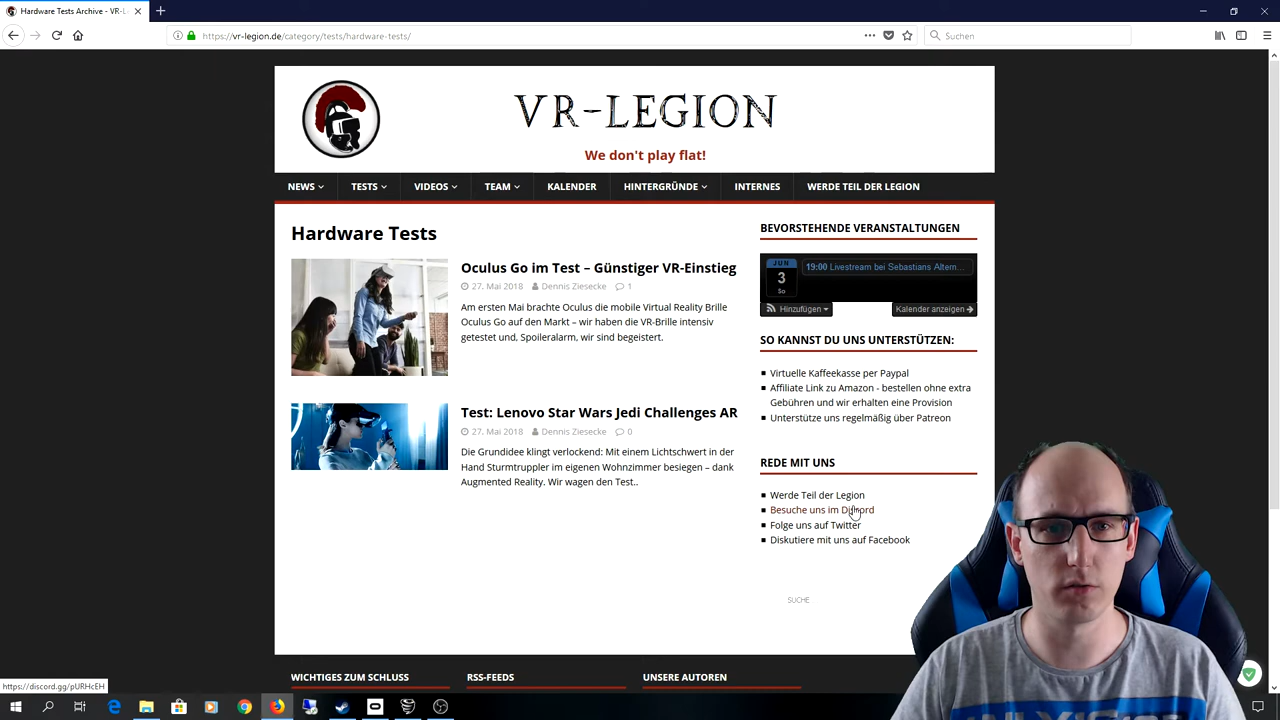 Hardware Tests Archive - VR-L
https://vr-legion.de/category/tests/hardware-tests/
Suchen
VR-LEGION
We don't play flat!
NEWS TESTS VIDEOS TEAM KALENDER HINTERGRÜNDE INTERNES WERDE TEIL DER LEGION
Hardware Tests
Oculus Go im Test – Günstiger VR-Einstieg
27. Mai 2018 Dennis Ziesecke 1
Am ersten Mai brachte Oculus die mobile Virtual Reality Brille
Oculus Go auf den Markt – wir haben die VR-Brille intensiv
getestet und, Spoileralarm, wir sind begeistert.
Test: Lenovo Star Wars Jedi Challenges AR
27. Mai 2018 Dennis Ziesecke 0
Die Grundidee klingt verlockend: Mit einem Lichtschwert in der
Hand Sturmtruppler im eigenen Wohnzimmer besiegen – dank
Augmented Reality. Wir wagen den Test..
BEVORSTEHENDE VERANSTALTUNGEN
JUN
3
So
19:00 Livestream bei Sebastians Altern...
Hinzufügen
Kalender anzeigen
SO KANNST DU UNS UNTERSTÜTZEN:
Virtuelle Kaffeekasse per Paypal
Affiliate Link zu Amazon - bestellen ohne extra
Gebühren und wir erhalten eine Provision
Unterstütze uns regelmäßig über Patreon
REDE MIT UNS
Werde Teil der Legion
Besuche uns im Discord
Folge uns auf Twitter
Diskutiere mit uns auf Facebook
SUCHE
WICHTIGES ZUM SCHLUSS
RSS-FEEDS
UNSERE AUTOREN
https://discord.gg/pURHcEH